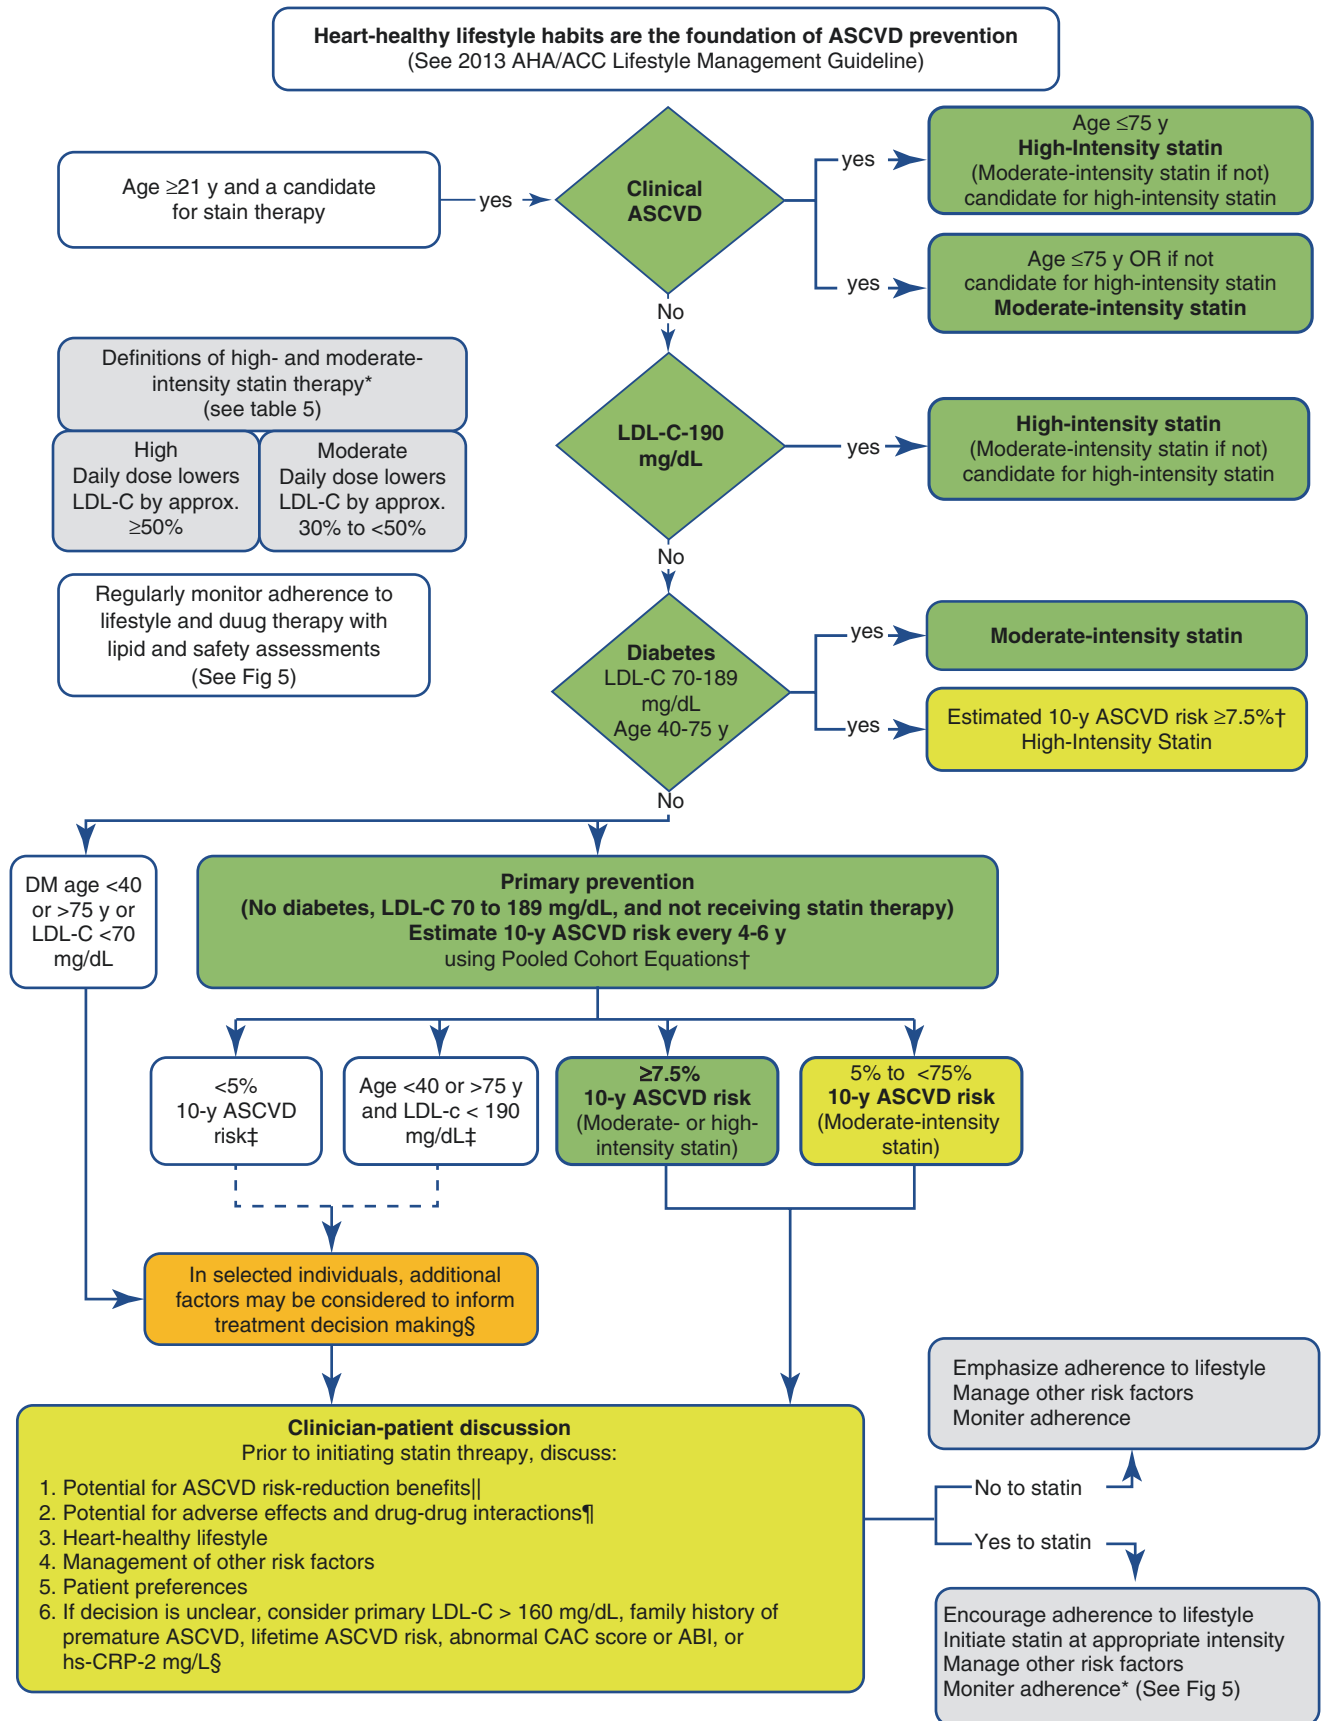 Heart-healthy lifestyle habits are the foundation of ASCVD prevention
(See 2013 AHA/ACC Lifestyle Management Guideline)
Age ≥21 y and a candidate
for stain therapy
yes
Clinical
ASCVD
yes
Age ≤75 y
High-Intensity statin
(Moderate-intensity statin if not)
candidate for high-intensity statin
yes
Age ≤75 y OR if not
candidate for high-intensity statin
Moderate-intensity statin
No
Definitions of high- and moderate-
intensity statin therapy*
(see table 5)
High
Daily dose lowers
LDL-C by approx.
≥50%
Moderate
Daily dose lowers
LDL-C by approx.
30% to <50%
LDL-C-190
mg/dL
yes
High-intensity statin
(Moderate-intensity statin if not)
candidate for high-intensity statin
No
Regularly monitor adherence to
lifestyle and duug therapy with
lipid and safety assessments
(See Fig 5)
Diabetes
LDL-C 70-189
mg/dL
Age 40-75 y
yes
Moderate-intensity statin
yes
Estimated 10-y ASCVD risk ≥7.5%†
High-Intensity Statin
No
DM age <40
or >75 y or
LDL-C <70
mg/dL
Primary prevention
(No diabetes, LDL-C 70 to 189 mg/dL, and not receiving statin therapy)
Estimate 10-y ASCVD risk every 4-6 y
using Pooled Cohort Equations†
<5%
10-y ASCVD
risk‡
Age <40 or >75 y
and LDL-c < 190
mg/dL‡
≥7.5%
10-y ASCVD risk
(Moderate- or high-
intensity statin)
5% to <75%
10-y ASCVD risk
(Moderate-intensity
statin)
In selected individuals, additional
factors may be considered to inform
treatment decision making§
Clinician-patient discussion
Prior to initiating statin threapy, discuss:
1. Potential for ASCVD risk-reduction benefits||
2. Potential for adverse effects and drug-drug interactions¶
3. Heart-healthy lifestyle
4. Management of other risk factors
5. Patient preferences
6. If decision is unclear, consider primary LDL-C > 160 mg/dL, family history of
premature ASCVD, lifetime ASCVD risk, abnormal CAC score or ABI, or
hs-CRP-2 mg/L§
Emphasize adherence to lifestyle
Manage other risk factors
Moniter adherence
No to statin
Yes to statin
Encourage adherence to lifestyle
Initiate statin at appropriate intensity
Manage other risk factors
Moniter adherence* (See Fig 5)